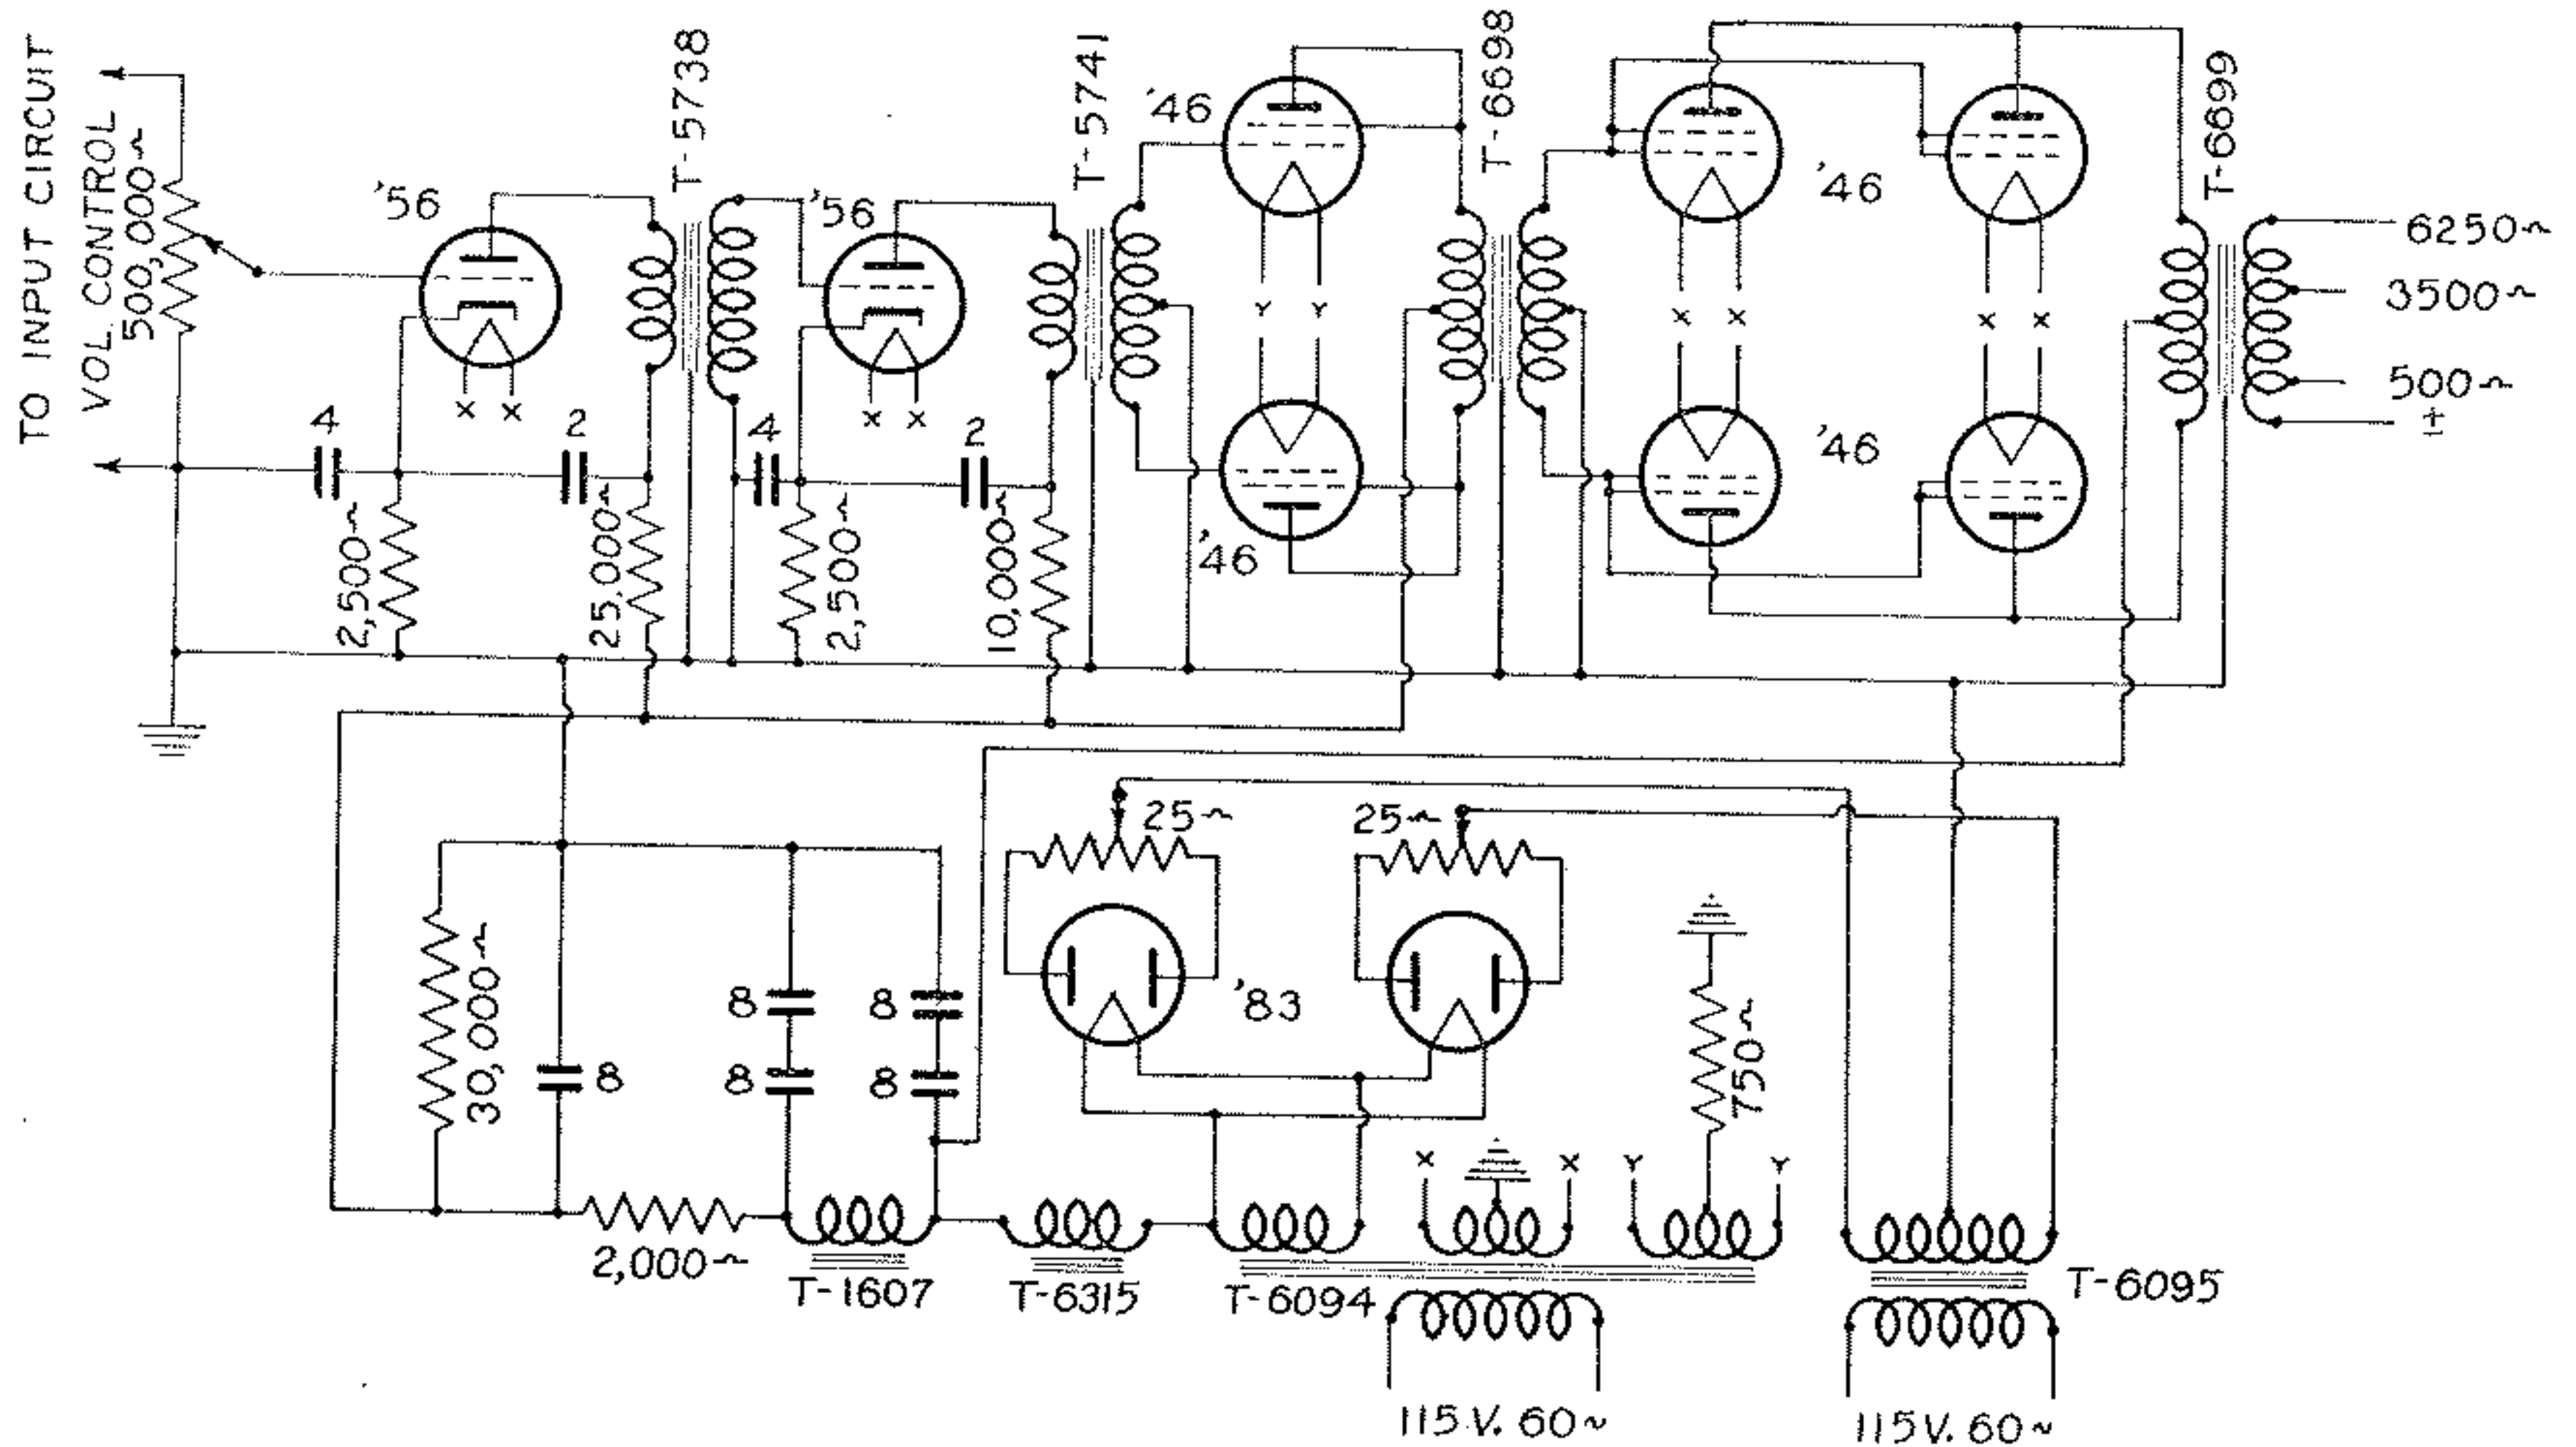 TO INPUT CIRCUIT
VOL. CONTROL
500,000~
'56
T-5738
'56
T-5741
'46
T-6698
'46
T-6699
6250~
3500~
500~
±
X X
4
2
4
X X
2
Y Y
X X
X X
'46
'46
2,500~
25,000~
2,500~
10,000~
25~
25~
30,000~
8
8
8
8
8
'83
750~
X X
Y Y
2,000~
T-1607
T-6315
T-6094
T-6095
115 V. 60~
115 V. 60~